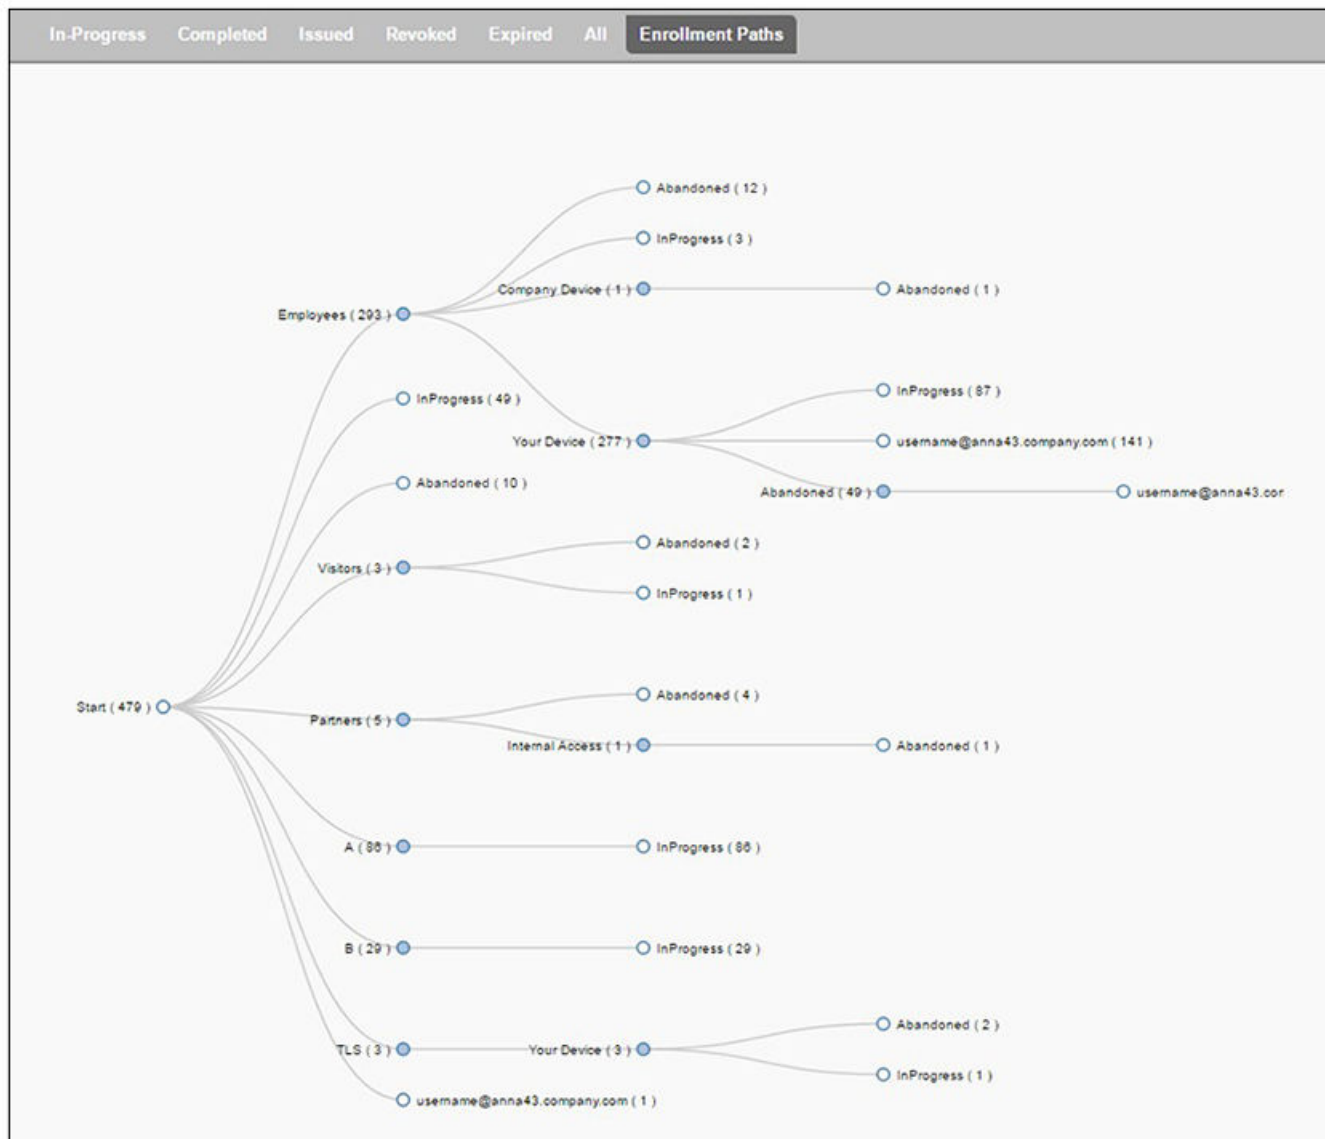 In-Progress Completed Issued Revoked Expired All Enrollment Paths
Abandoned ( 12 )
InProgress ( 3 )
Company Device ( 1 ) Abandoned ( 1 )
Employees ( 293 )
InProgress ( 87 )
InProgress ( 49 )
Your Device ( 277 ) username@anna43.company.com ( 141 )
Abandoned ( 10 )
Abandoned ( 49 ) username@anna43.cor
Abandoned ( 2 )
Visitors ( 3 )
InProgress ( 1 )
Abandoned ( 4 )
Start ( 479 )
Partners ( 5 )
Internal Access ( 1 ) Abandoned ( 1 )
A ( 86 ) InProgress ( 86 )
B ( 29 ) InProgress ( 29 )
Abandoned ( 2 )
TLS ( 3 ) Your Device ( 3 )
InProgress ( 1 )
username@anna43.company.com ( 1 )